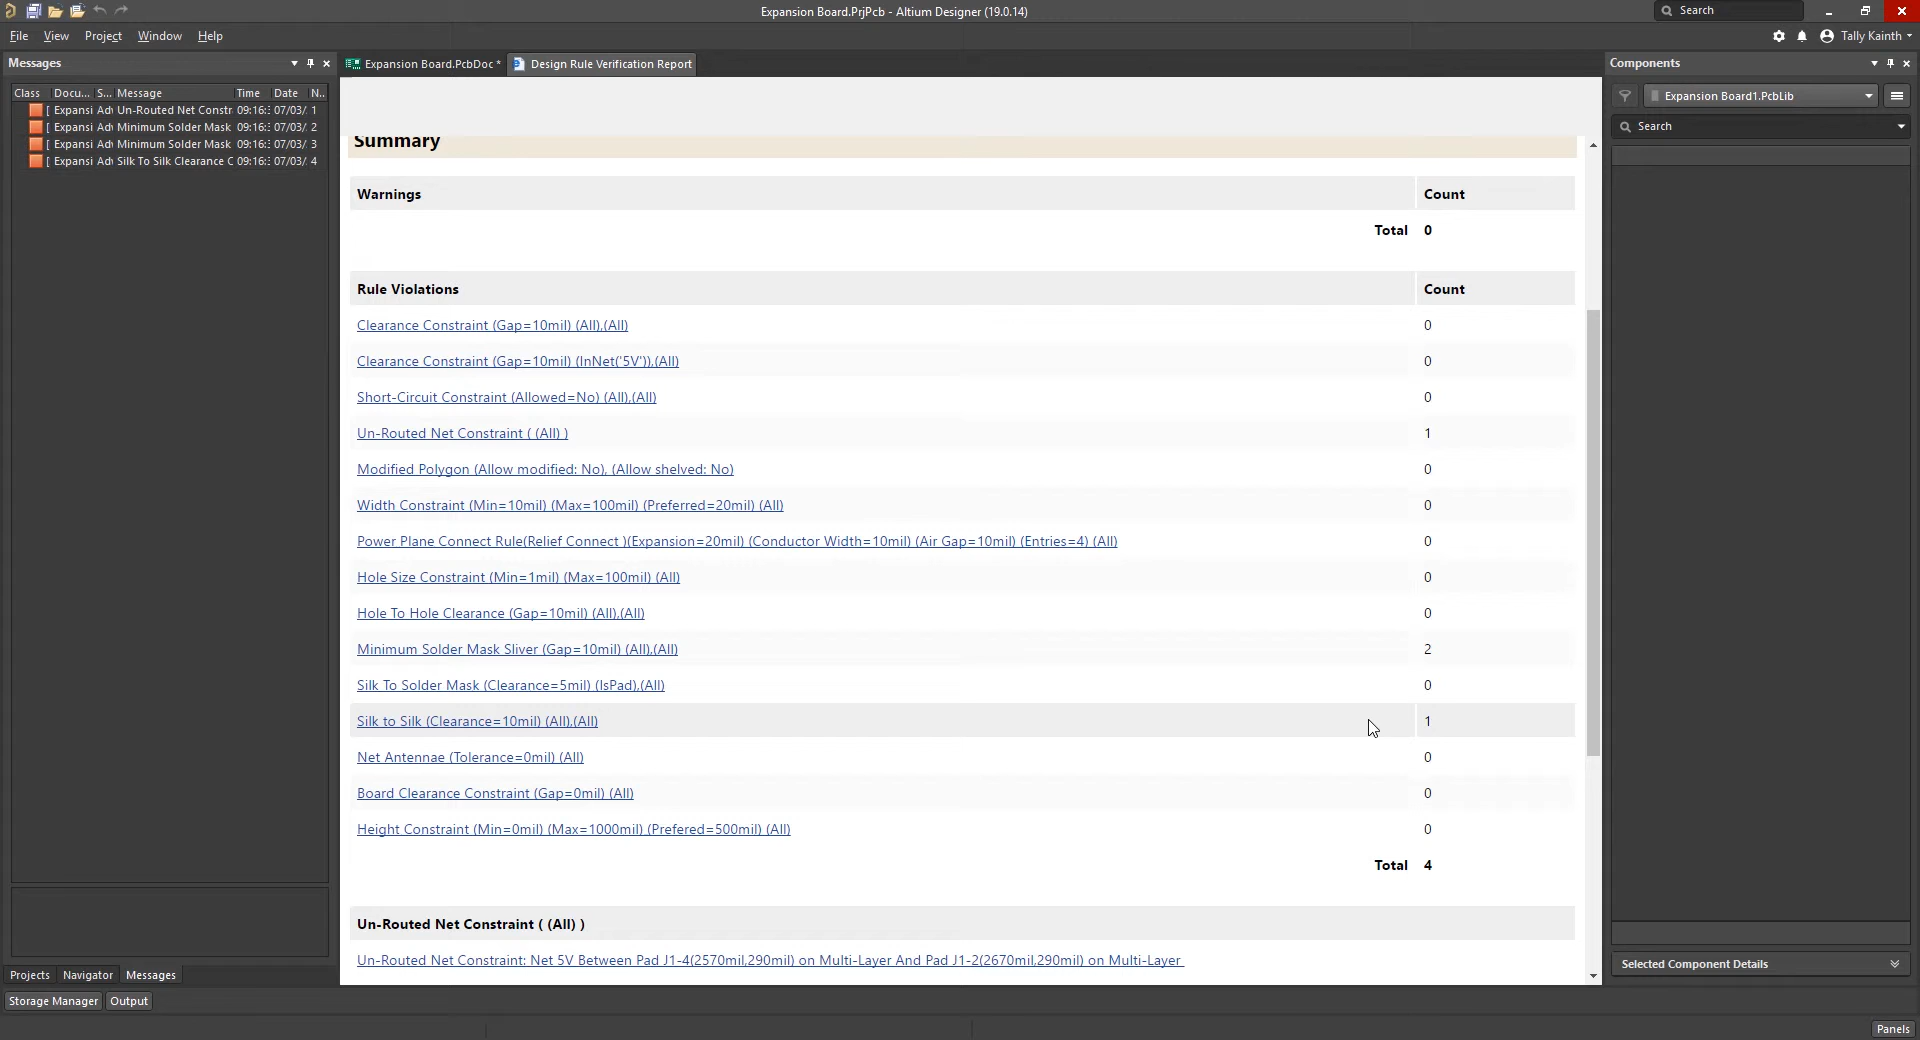 Expansion Board.PrjPcb - Altium Designer (19.0.14)
Search
File View Project Window Help
Tally Kainth
Messages
Expansion Board.PcbDoc *
Design Rule Verification Report
Components
Class Docu... S... Message Time Date N..
[ Expansi Adv Un-Routed Net Constr. 09:16: 07/03/. 1
[ Expansi Adv Minimum Solder Mask 09:16: 07/03/. 2
[ Expansi Adv Minimum Solder Mask 09:16: 07/03/. 3
[ Expansi Adv Silk To Silk Clearance C 09:16: 07/03/. 4
Expansion Board1.PcbLib
Search
Summary
Warnings Count
Total 0
Rule Violations Count
Clearance Constraint (Gap=10mil) (All),(All) 0
Clearance Constraint (Gap=10mil) (InNet('5V')),(All) 0
Short-Circuit Constraint (Allowed=No) (All),(All) 0
Un-Routed Net Constraint ( (All) ) 1
Modified Polygon (Allow modified: No), (Allow shelved: No) 0
Width Constraint (Min=10mil) (Max=100mil) (Preferred=20mil) (All) 0
Power Plane Connect Rule(Relief Connect )(Expansion=20mil) (Conductor Width=10mil) (Air Gap=10mil) (Entries=4) (All) 0
Hole Size Constraint (Min=1mil) (Max=100mil) (All) 0
Hole To Hole Clearance (Gap=10mil) (All),(All) 0
Minimum Solder Mask Sliver (Gap=10mil) (All),(All) 2
Silk To Solder Mask (Clearance=5mil) (IsPad),(All) 0
Silk to Silk (Clearance=10mil) (All),(All) 1
Net Antennae (Tolerance=0mil) (All) 0
Board Clearance Constraint (Gap=0mil) (All) 0
Height Constraint (Min=0mil) (Max=1000mil) (Prefered=500mil) (All) 0
Total 4
Un-Routed Net Constraint ( (All) )
Un-Routed Net Constraint: Net 5V Between Pad J1-4(2570mil,290mil) on Multi-Layer And Pad J1-2(2670mil,290mil) on Multi-Layer
Selected Component Details
Projects Navigator Messages
Storage Manager Output
Panels